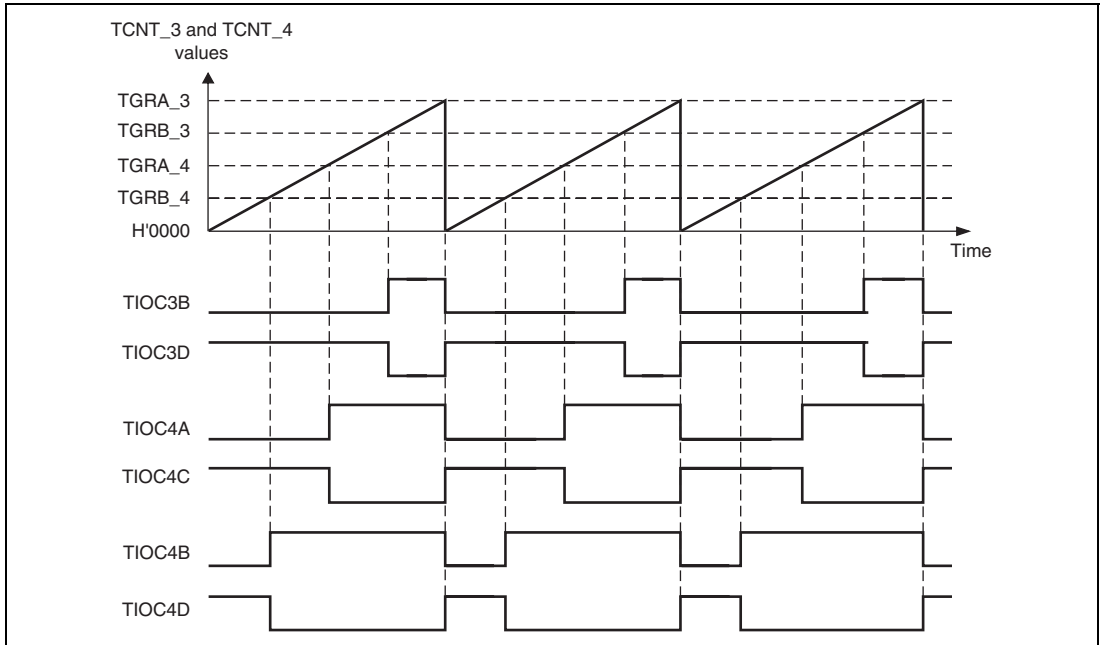 TCNT_3 and TCNT_4
values
TGRA_3
TGRB_3
TGRA_4
TGRB_4
H'0000
Time
TIOC3B
TIOC3D
TIOC4A
TIOC4C
TIOC4B
TIOC4D